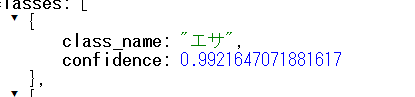 lasses: [
▼ {
class_name: "エサ",
confidence: 0.9921647071881617
},
▼ [